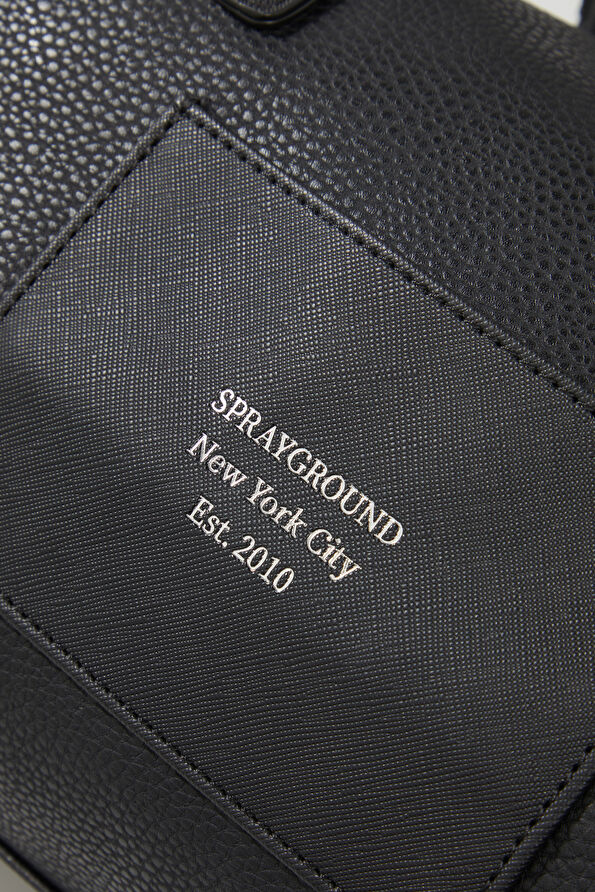 SPRAYGROUND
New York City
Est. 2010